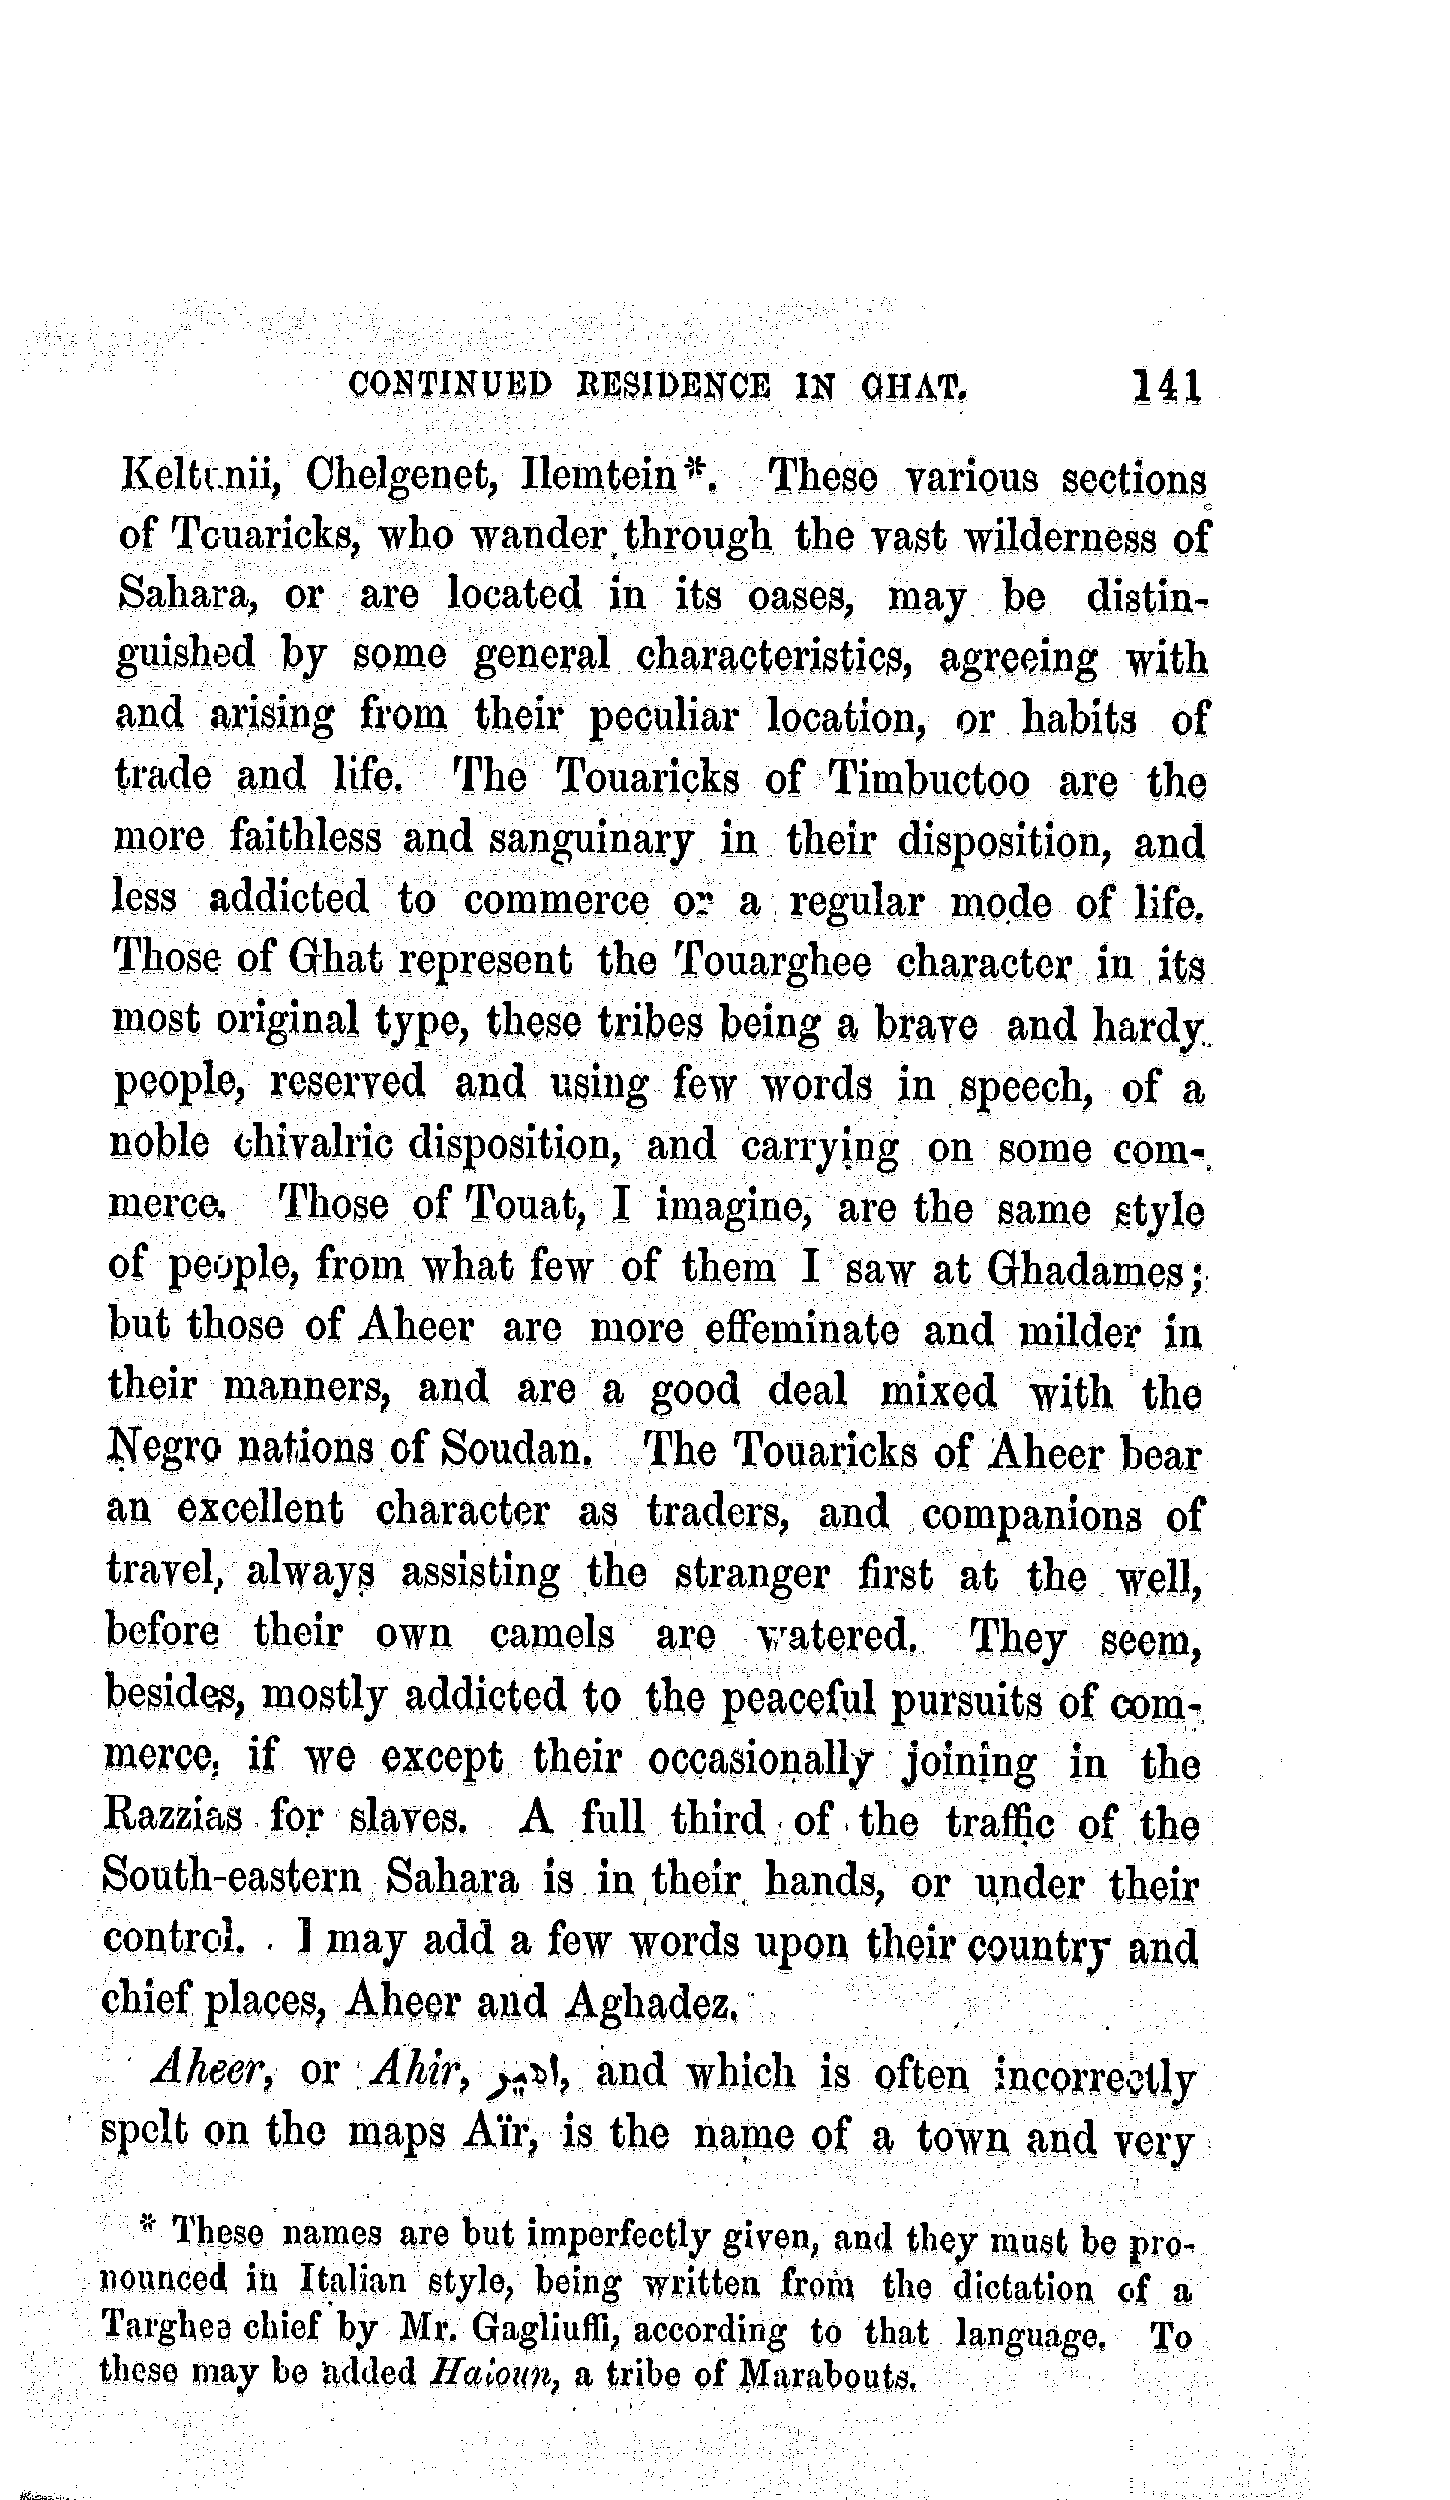 CONTINUED RESIDENCE IN GHAT. 141
Chelgenet, Ilemtein*. These various sections
of Touaricks, who wander through the vast wilderness of
Sahara, or are located in its oases, may be distin-
guished by some general characteristics, agreeing with
and arising from their peculiar location, or habits of
trade and life. The Touaricks of Timbuctoo are the
more faithless and sanguinary in their disposition, and
less addicted to commerce or a regular mode of life.
Those of Ghat represent the Touarghee character in its
most original type, these tribes being a brave and hardy
people, reserved and using few words in speech, of a
noble chivalric disposition, and carrying on some com-
merce. Those of Touat, I imagine, are the same style
of people, from what few of them I saw at Ghadames;
but those of Aheer are more effeminate and milder in
their manners, and are a good deal mixed with the
Negro nations of Soudan. The Touaricks of Aheer bear
an excellent character as traders, and companions of
travel, always assisting the stranger first at the well,
before their own camels are watered. They seem,
besides, mostly addicted to the peaceful pursuits of com-
merce, if we except their occasionally joining in the
Razzias for slaves. A full third of the traffic of the
South-eastern Sahara is in their hands, or under their
control. I may add a few words upon their country and
chief places, Aheer and Aghadez.
Aheer, or Ahir, اهير, and which is often incorrectly
spelt on the maps Aïr, is the name of a town and very
* These names are but imperfectly given, and they must be pro-
nounced in Italian style, being written from the dictation of a
Targhee chief by Mr. Gagliuffi, according to that language. To
these may be added Haioun, a tribe of Marabouts.